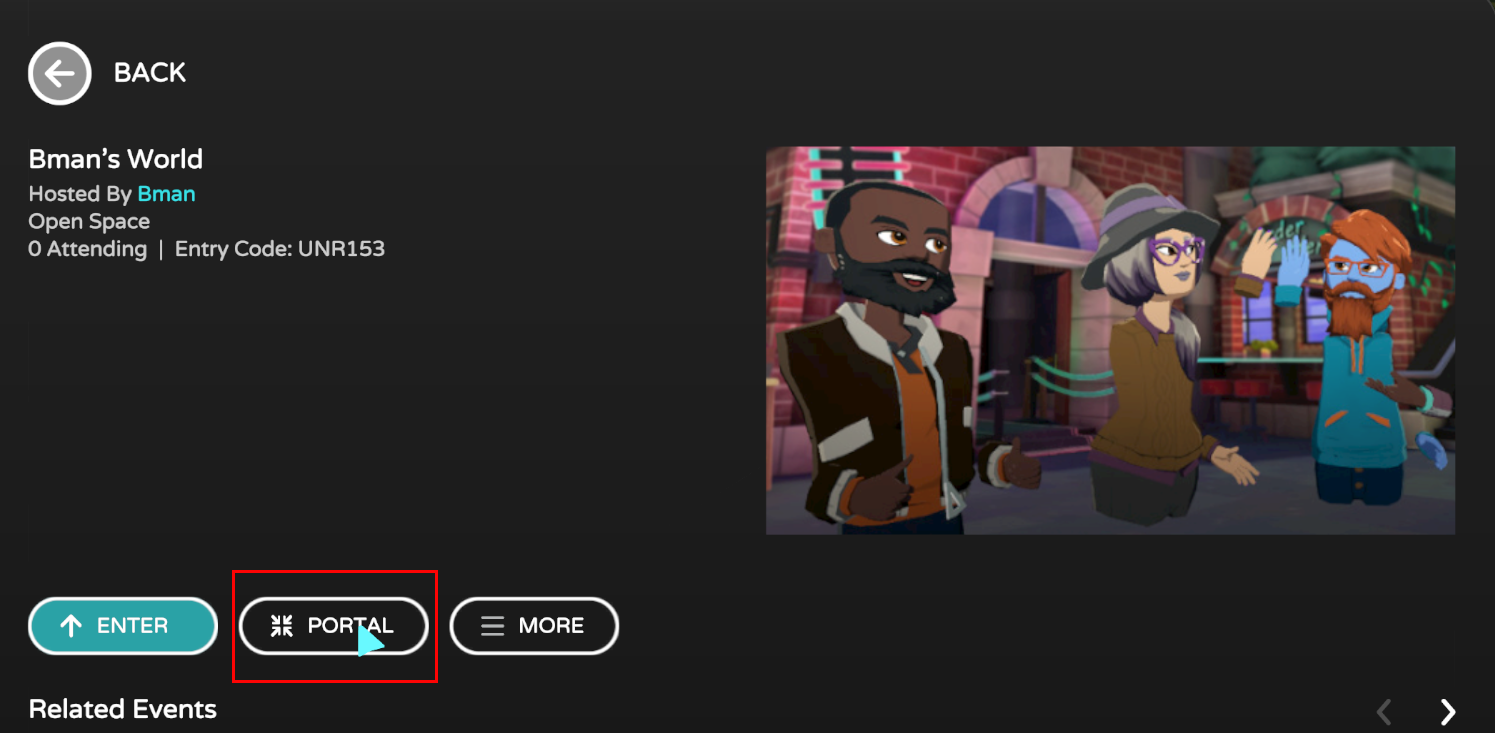 BACK
Bman's World
Hosted By Bman
Open Space
0 Attending | Entry Code: UNR153
ENTER
PORTAL
MORE
Related Events